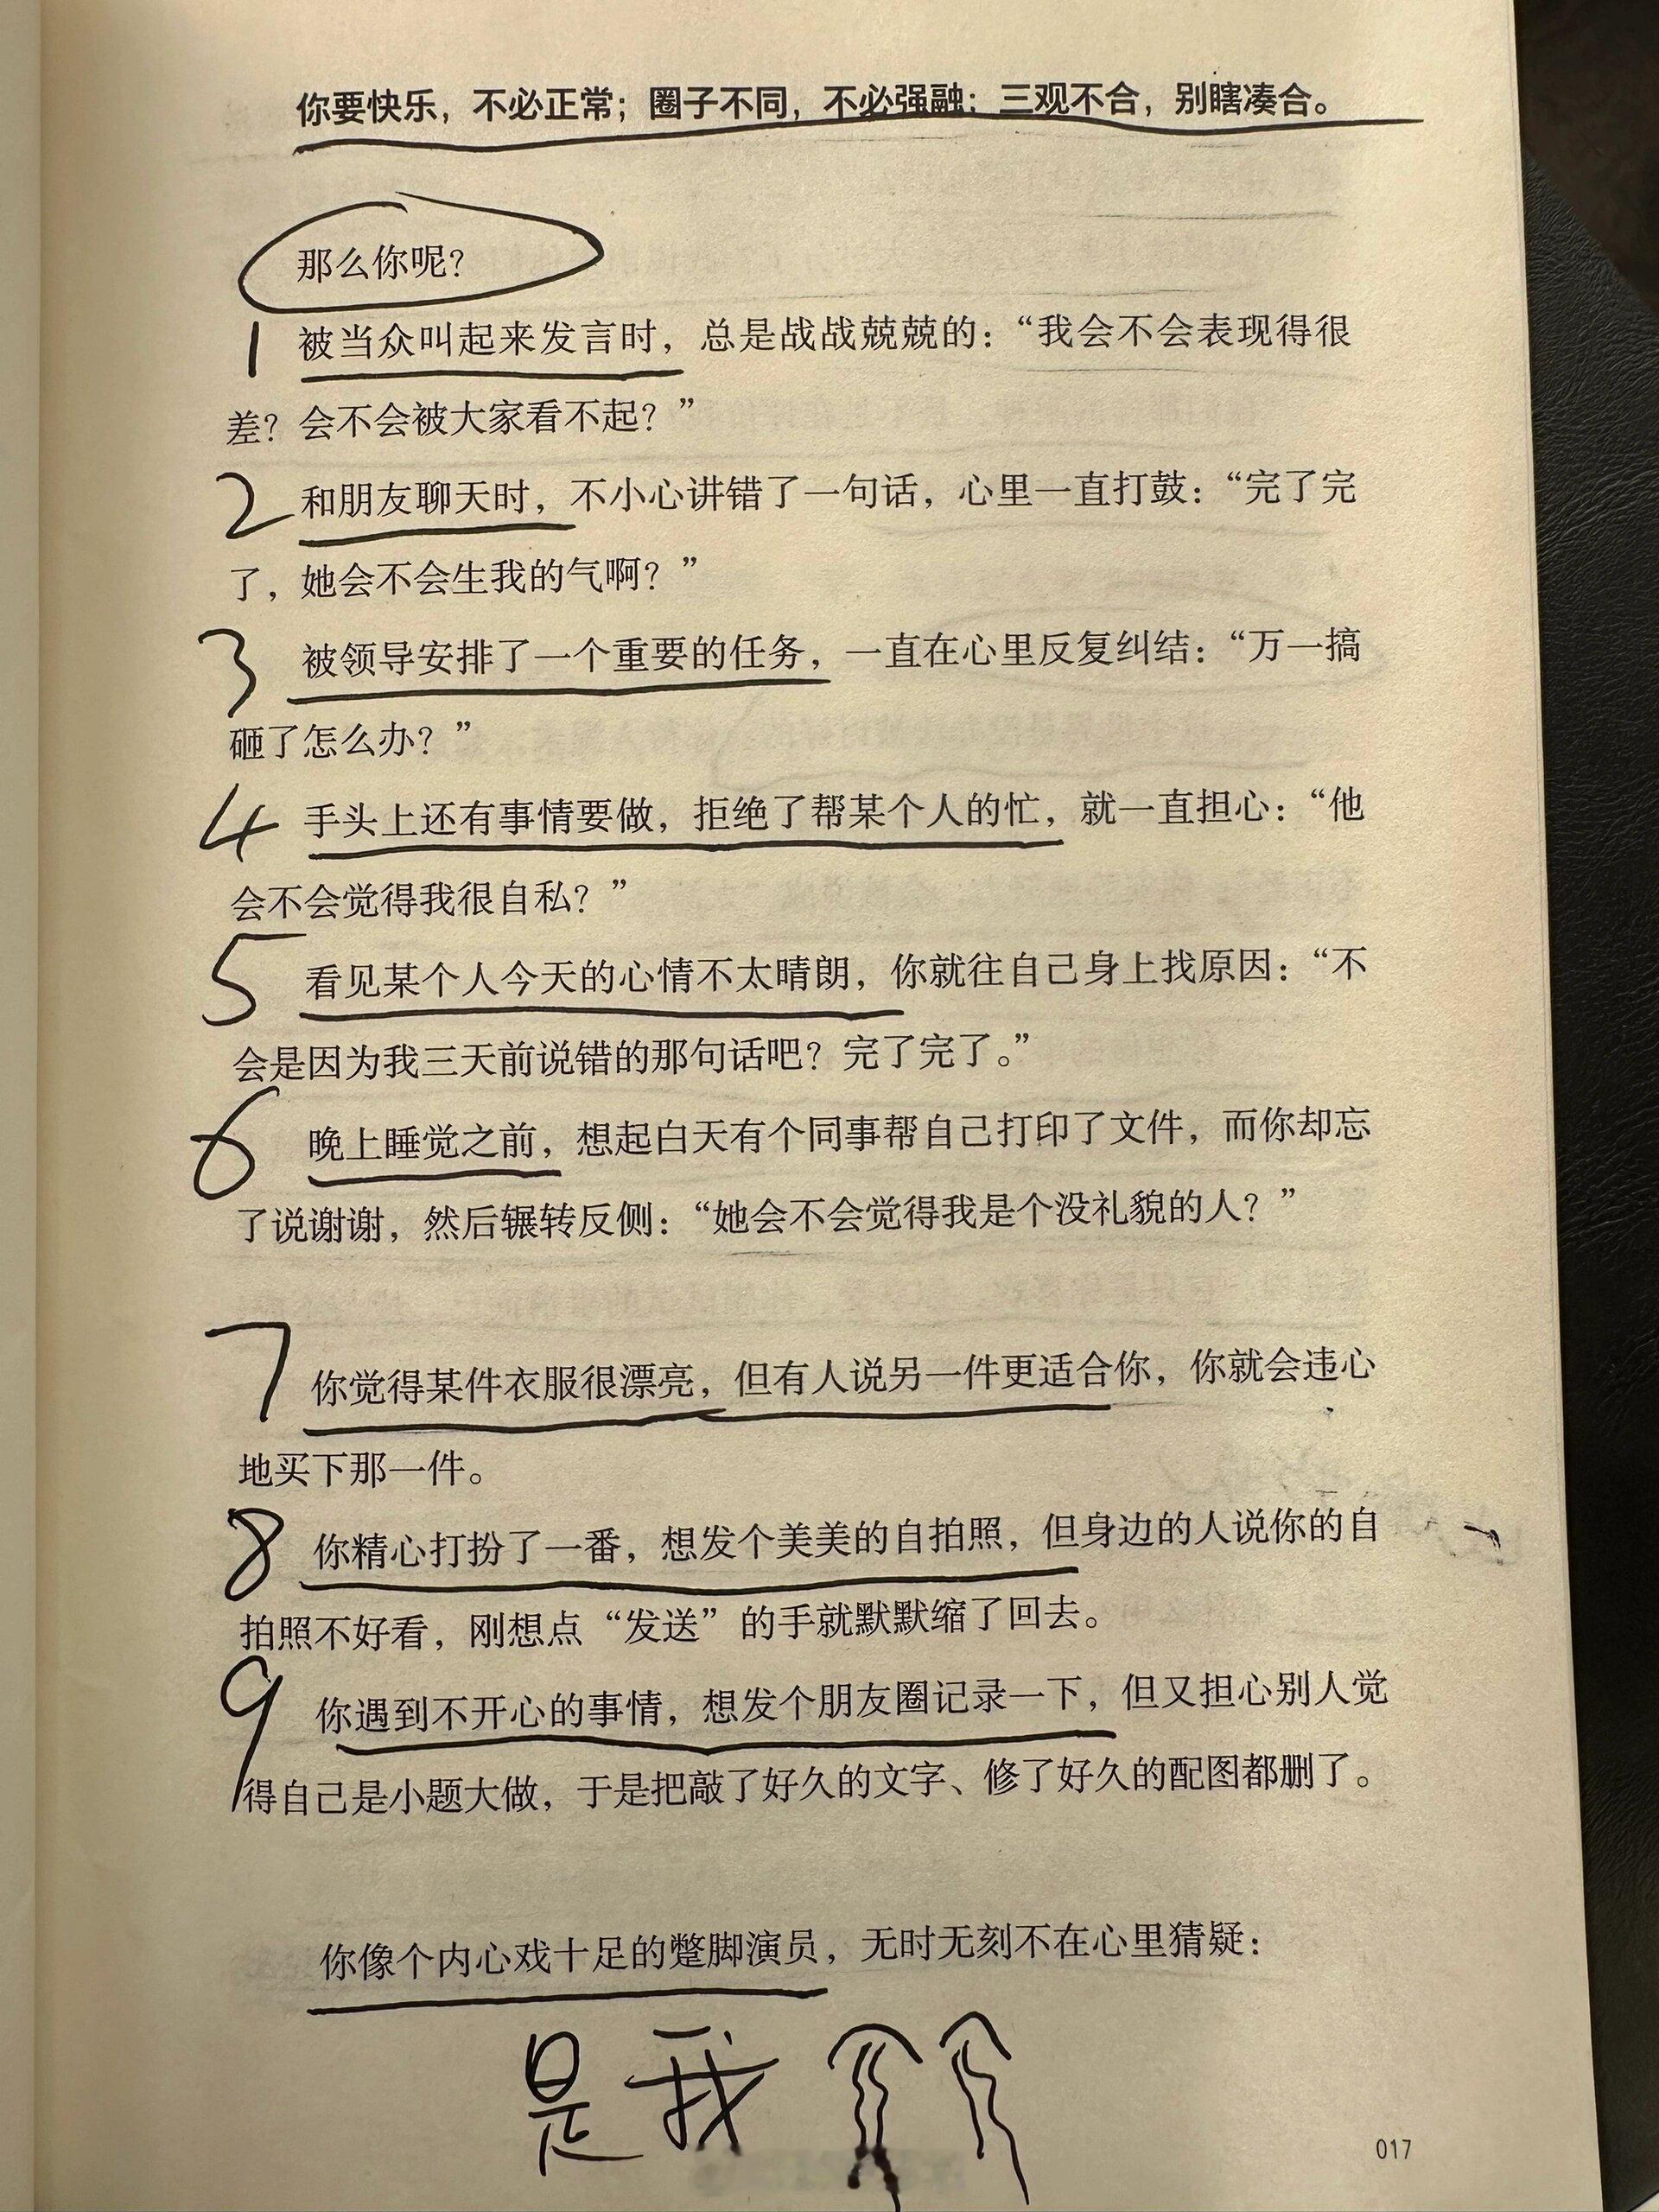 你要快乐，不必正常；圈子不同，不必强融；三观不合，别瞎凑合。
那么你呢？
1 被当众叫起来发言时，总是战战兢兢的：“我会不会表现得很
差？会不会被大家看不起？”
2 和朋友聊天时，不小心讲错了一句话，心里一直打鼓：“完了完
了，她会不会生我的气啊？”
3 被领导安排了一个重要的任务，一直在心里反复纠结：“万一搞
砸了怎么办？”
4 手头上还有事情要做，拒绝了帮某个人的忙，就一直担心：“他
会不会觉得我很自私？”
5 看见某个人今天的心情不太晴朗，你就往自己身上找原因：“不
会是因为我三天前说错的那句话吧？完了完了。”
6 晚上睡觉之前，想起白天有个同事帮自己打印了文件，而你却忘
了说谢谢，然后辗转反侧：“她会不会觉得我是个没礼貌的人？”
7 你觉得某件衣服很漂亮，但有人说另一件更适合你，你就会违心
地买下那一件。
8 你精心打扮了一番，想发个美美的自拍照，但身边的人说你的自
拍照不好看，刚想点“发送”的手就默默缩了回去。
9 你遇到不开心的事情，想发个朋友圈记录一下，但又担心别人觉
得自己是小题大做，于是把敲了好久的文字、修了好久的配图都删了。
你像个内心戏十足的蹩脚演员，无时无刻不在心里猜疑：
是我
017